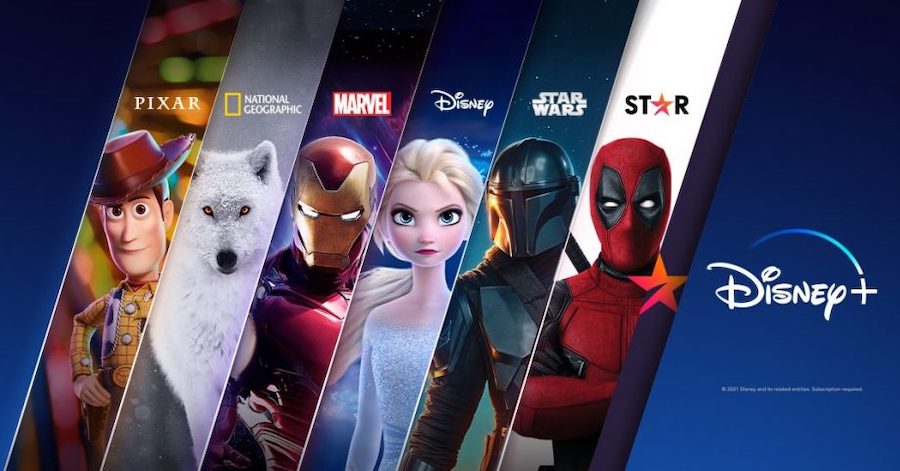 PIXAR
NATIONAL
GEOGRAPHIC
MARVEL
Disney
STAR
WARS
STAR
Disney+
© 2021 Disney and its related entities. Subscription required.